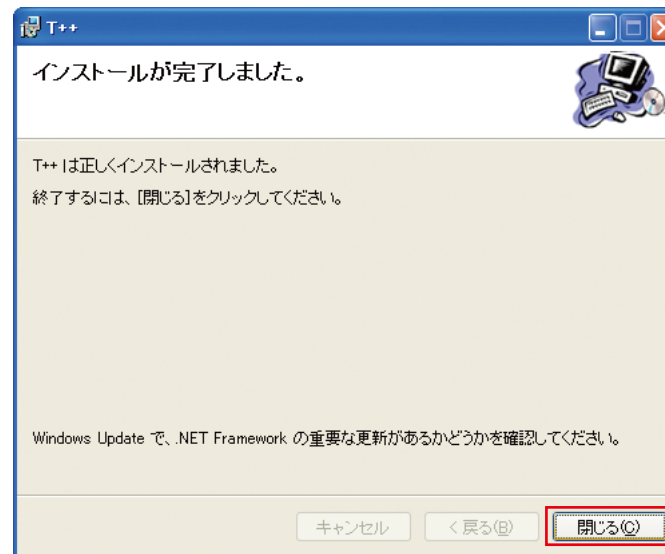 T++
インストールが完了しました。
T++ は正しくインストールされました。
終了するには、[閉じる]をクリックしてください。
Windows Update で、.NET Framework の重要な更新があるかどうかを確認してください。
キャンセル
< 戻る(B)
閉じる(C)